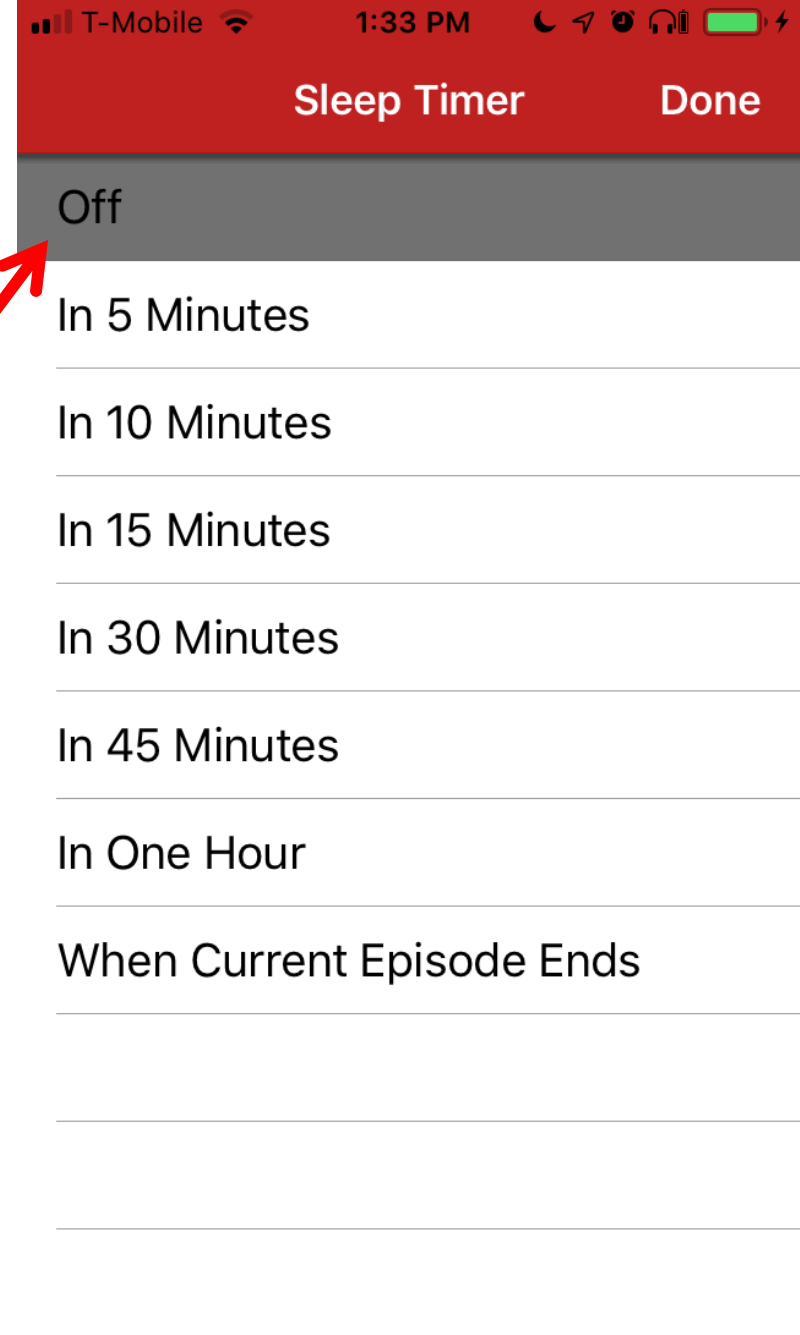 T-Mobile 1:33 PM
Sleep Timer Done
Off
In 5 Minutes
In 10 Minutes
In 15 Minutes
In 30 Minutes
In 45 Minutes
In One Hour
When Current Episode Ends